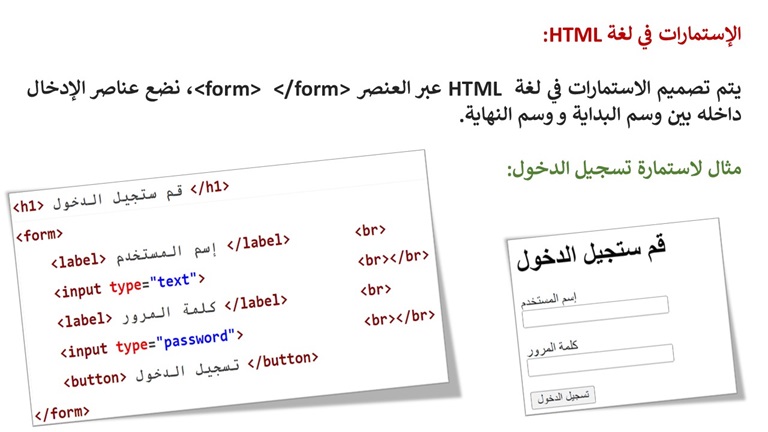 الإستمارات في لغة HTML:
يتم تصميم الاستمارات في لغة HTML عبر العنصر <form> </form>، نضع عناصر الإدخال
داخله بين وسم البداية و وسم النهاية.
مثال لاستمارة تسجيل الدخول:
<h1> قم ستجيل الدخول </h1>
<form>
<label> إسم المستخدم </label> <br>
<input type="text"> <br></br>
<label> كلمة المرور </label> <br>
<input type="password"> <br></br>
<button> تسجيل الدخول </button>
</form>
قم ستجيل الدخول
إسم المستخدم
كلمة المرور
تسجيل الدخول